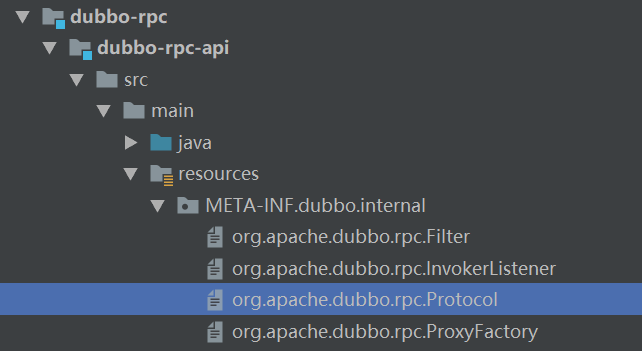 dubbo-rpc
dubbo-rpc-api
src
main
java
resources
META-INF.dubbo.internal
org.apache.dubbo.rpc.Filter
org.apache.dubbo.rpc.InvokerListener
org.apache.dubbo.rpc.Protocol
org.apache.dubbo.rpc.ProxyFactory